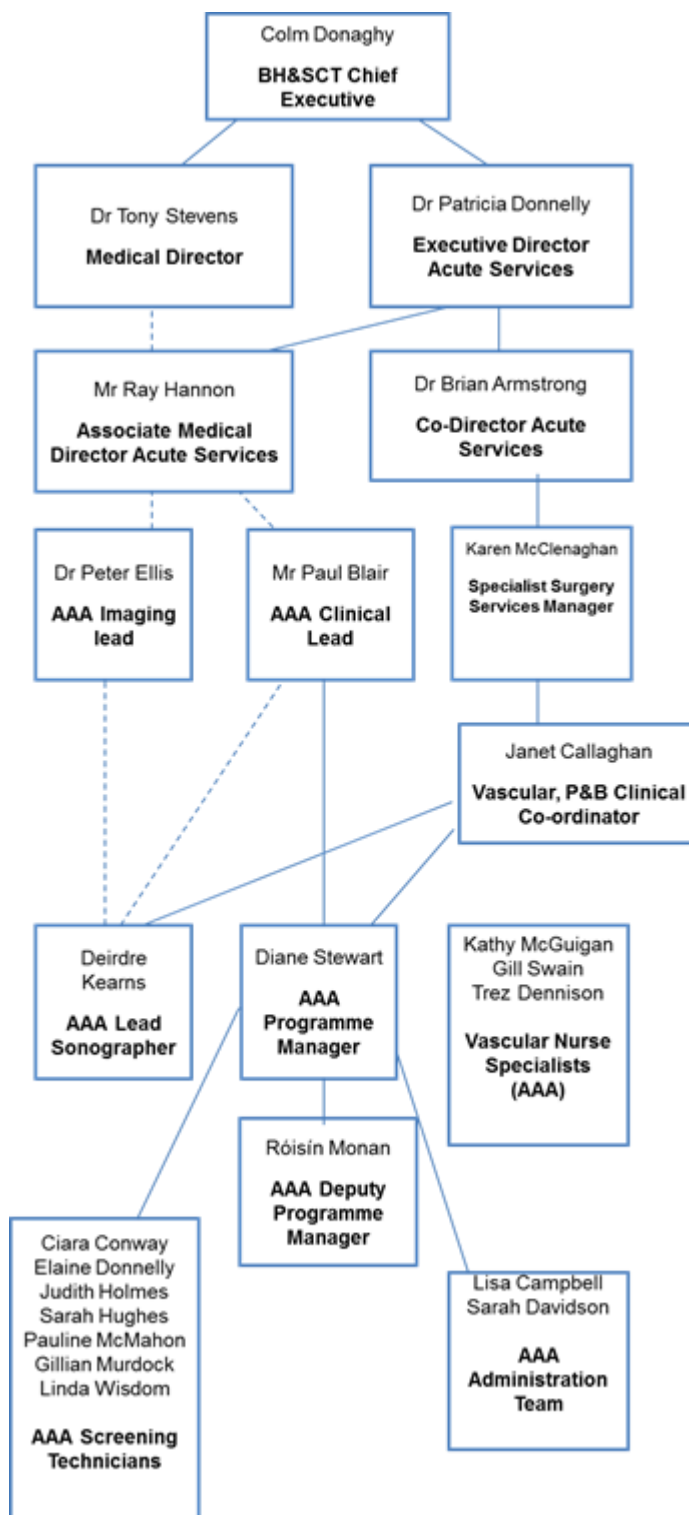 Colm Donaghy
BH&SCT Chief
Executive
Dr Tony Stevens
Medical Director
Dr Patricia Donnelly
Executive Director
Acute Services
Mr Ray Hannon
Associate Medical
Director Acute Services
Dr Brian Armstrong
Co-Director Acute
Services
Dr Peter Ellis
AAA Imaging
lead
Mr Paul Blair
AAA Clinical
Lead
Karen McClenaghan
Specialist Surgery
Services Manager
Janet Callaghan
Vascular, P&B Clinical
Co-ordinator
Deirdre
Kearns
AAA Lead
Sonographer
Diane Stewart
AAA
Programme
Manager
Kathy McGuigan
Gill Swain
Trez Dennison
Vascular Nurse
Specialists
(AAA)
Róisín Monan
AAA Deputy
Programme
Manager
Ciara Conway
Elaine Donnelly
Judith Holmes
Sarah Hughes
Pauline McMahon
Gillian Murdock
Linda Wisdom
AAA Screening
Technicians
Lisa Campbell
Sarah Davidson
AAA
Administration
Team